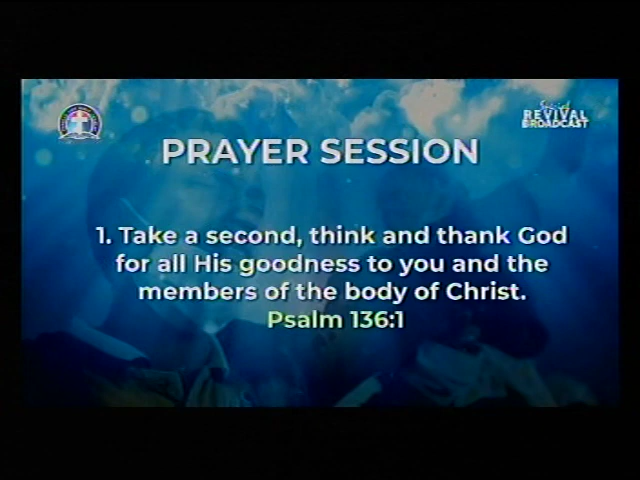 REVIVAL
BROADCAST
PRAYER SESSION
1. Take a second, think and thank God
for all His goodness to you and the
members of the body of Christ.
Psalm 136:1